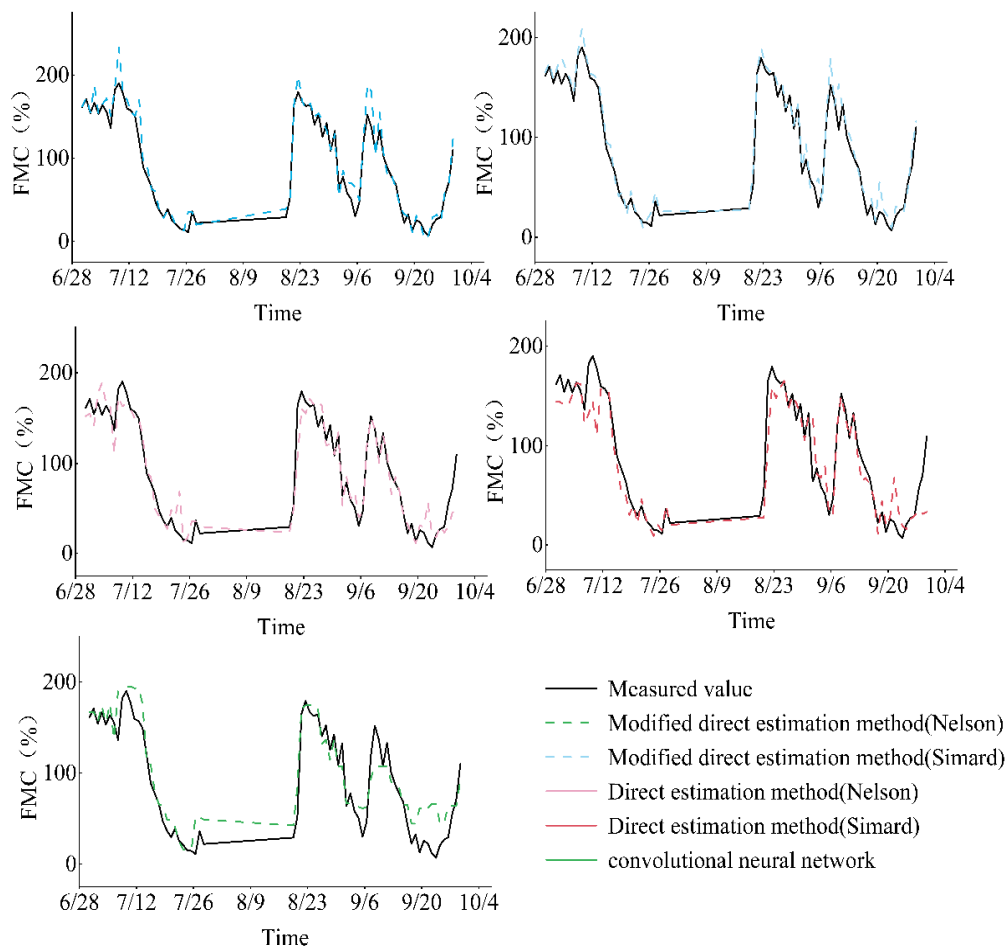 FMC (%)
200
100
0
6/28 7/12 7/26 8/9 8/23 9/6 9/20 10/4
Time
FMC (%)
200
100
0
6/28 7/12 7/26 8/9 8/23 9/6 9/20 10/4
Time
FMC (%)
200
100
0
6/28 7/12 7/26 8/9 8/23 9/6 9/20 10/4
Time
FMC (%)
200
100
0
6/28 7/12 7/26 8/9 8/23 9/6 9/20 10/4
Time
FMC (%)
200
100
0
6/28 7/12 7/26 8/9 8/23 9/6 9/20 10/4
Time
Measured value
Modified direct estimation method(Nelson)
Modified direct estimation method(Simard)
Direct estimation method(Nelson)
Direct estimation method(Simard)
convolutional neural network